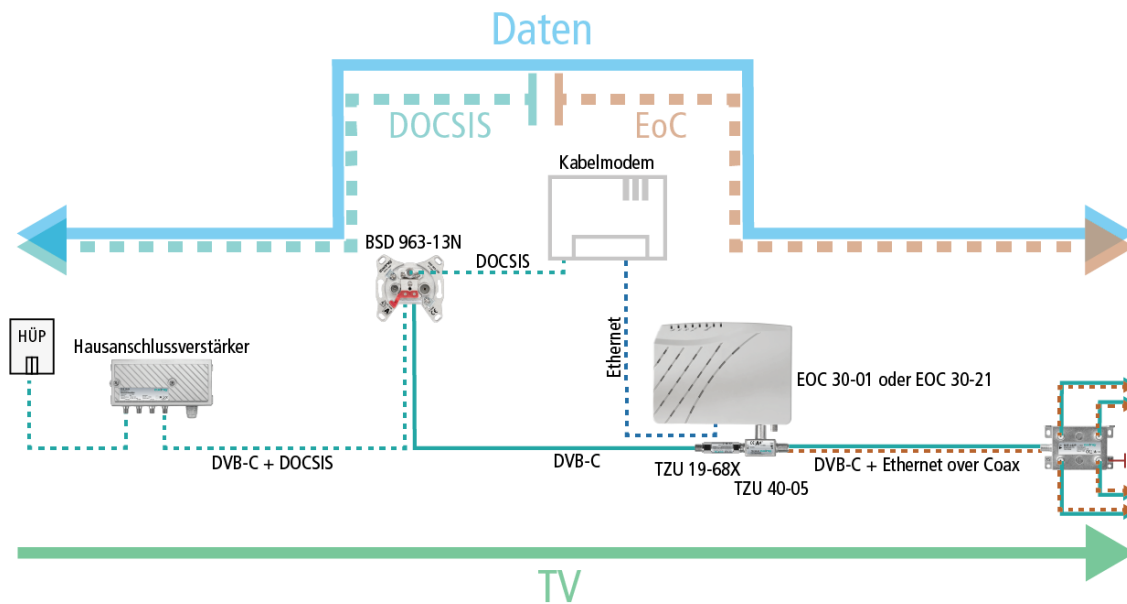 Daten
DOCSIS
EoC
Kabelmodem
BSD 963-13N
DOCSIS
HÜP
Hausanschlussverstärker
Ethernet
EOC 30-01 oder EOC 30-21
DVB-C + DOCSIS
DVB-C
TZU 19-68X
DVB-C + Ethernet over Coax
TZU 40-05
TV